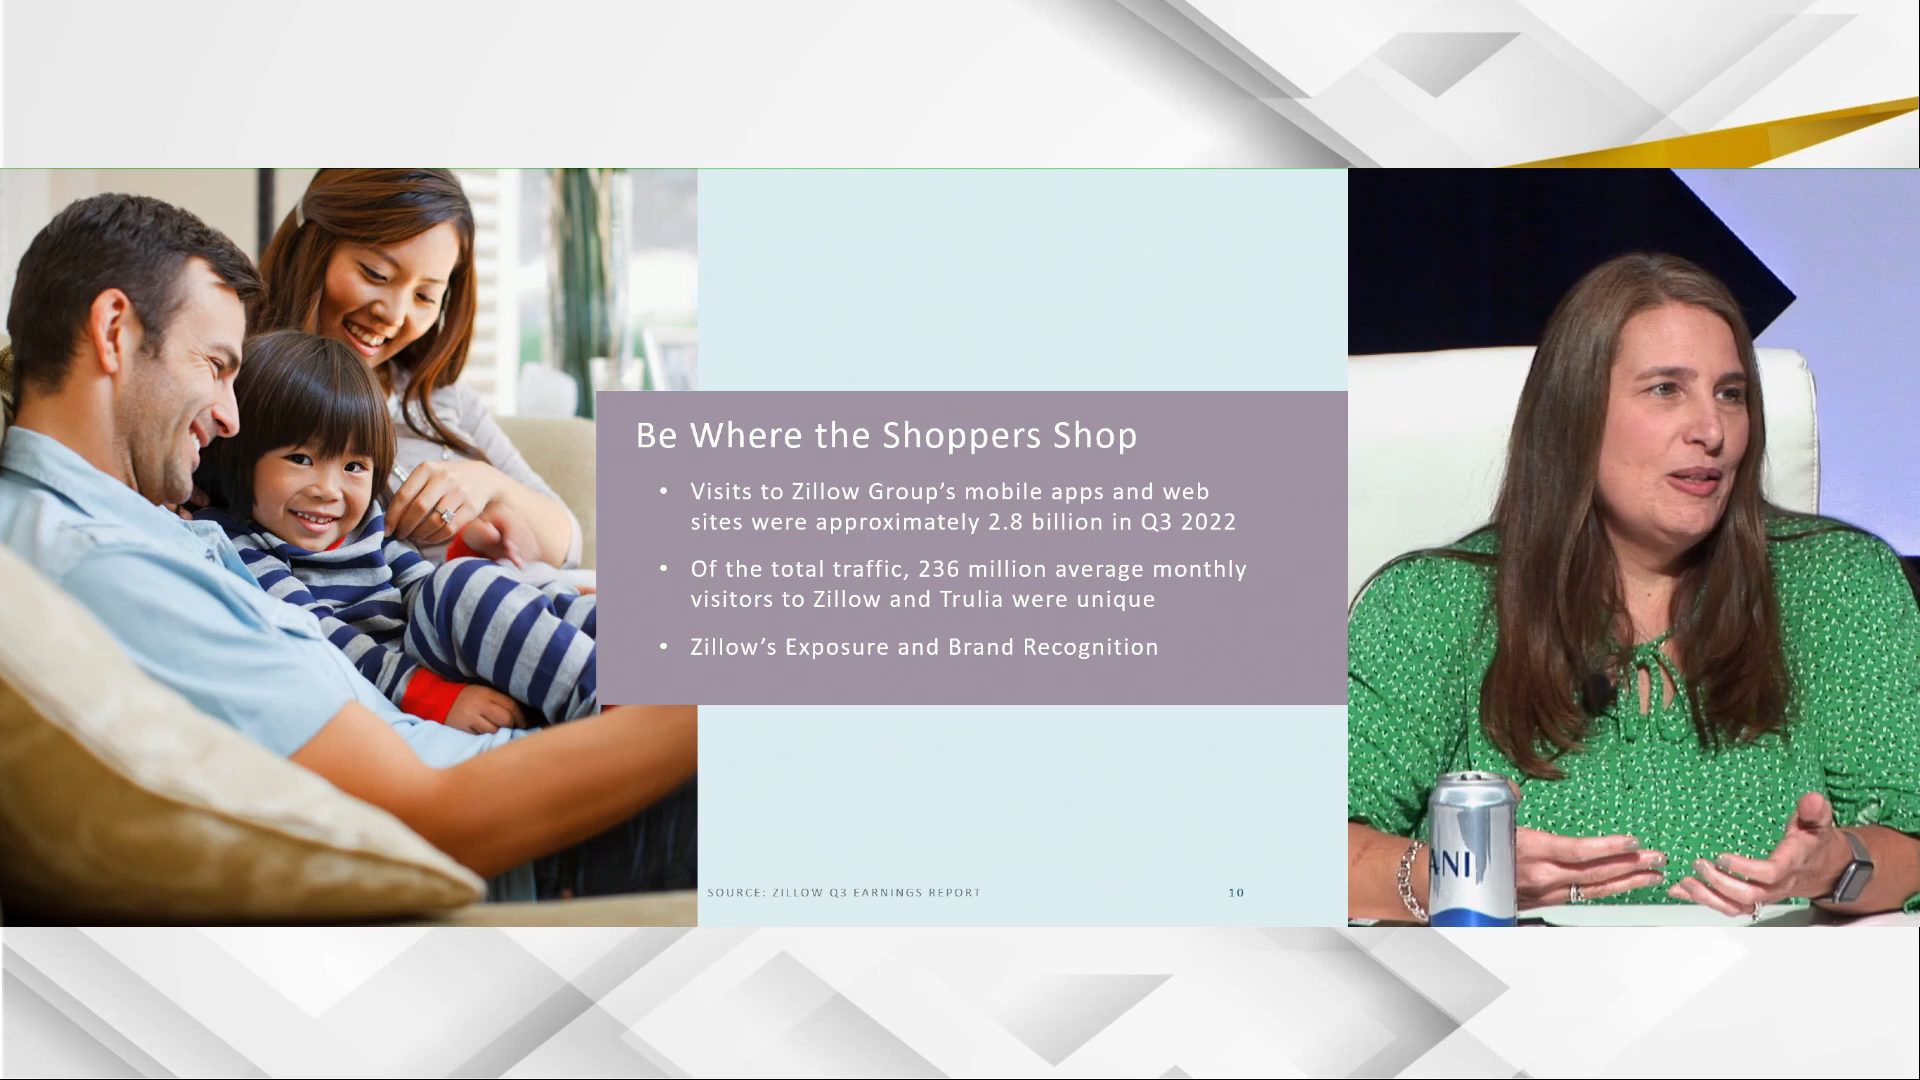 Be Where the Shoppers Shop
• Visits to Zillow Group’s mobile apps and web
sites were approximately 2.8 billion in Q3 2022
• Of the total traffic, 236 million average monthly
visitors to Zillow and Trulia were unique
• Zillow’s Exposure and Brand Recognition
SOURCE: ZILLOW Q3 EARNINGS REPORT
10
ANI